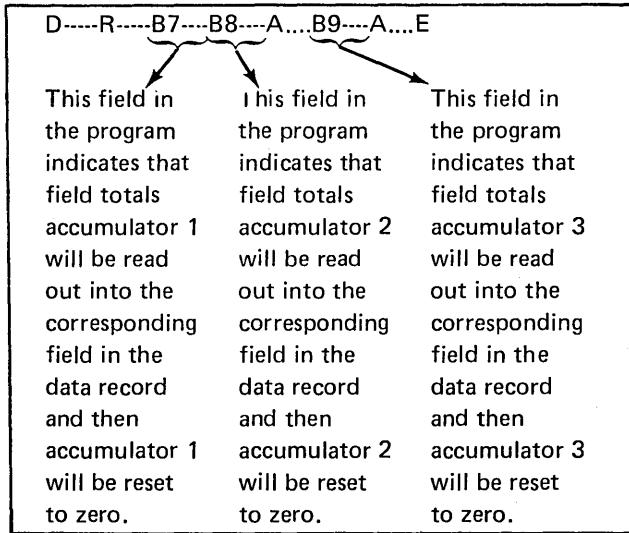 D-----R-----B7----B8----A....B9----A....E
This field in
the program
indicates that
field totals
accumulator 1
will be read
out into the
corresponding
field in the
data record
and then
accumulator 1
will be reset
to zero.
This field in
the program
indicates that
field totals
accumulator 2
will be read
out into the
corresponding
field in the
data record
and then
accumulator 2
will be reset
to zero.
This field in
the program
indicates that
field totals
accumulator 3
will be read
out into the
corresponding
field in the
data record
and then
accumulator 3
will be reset
to zero.